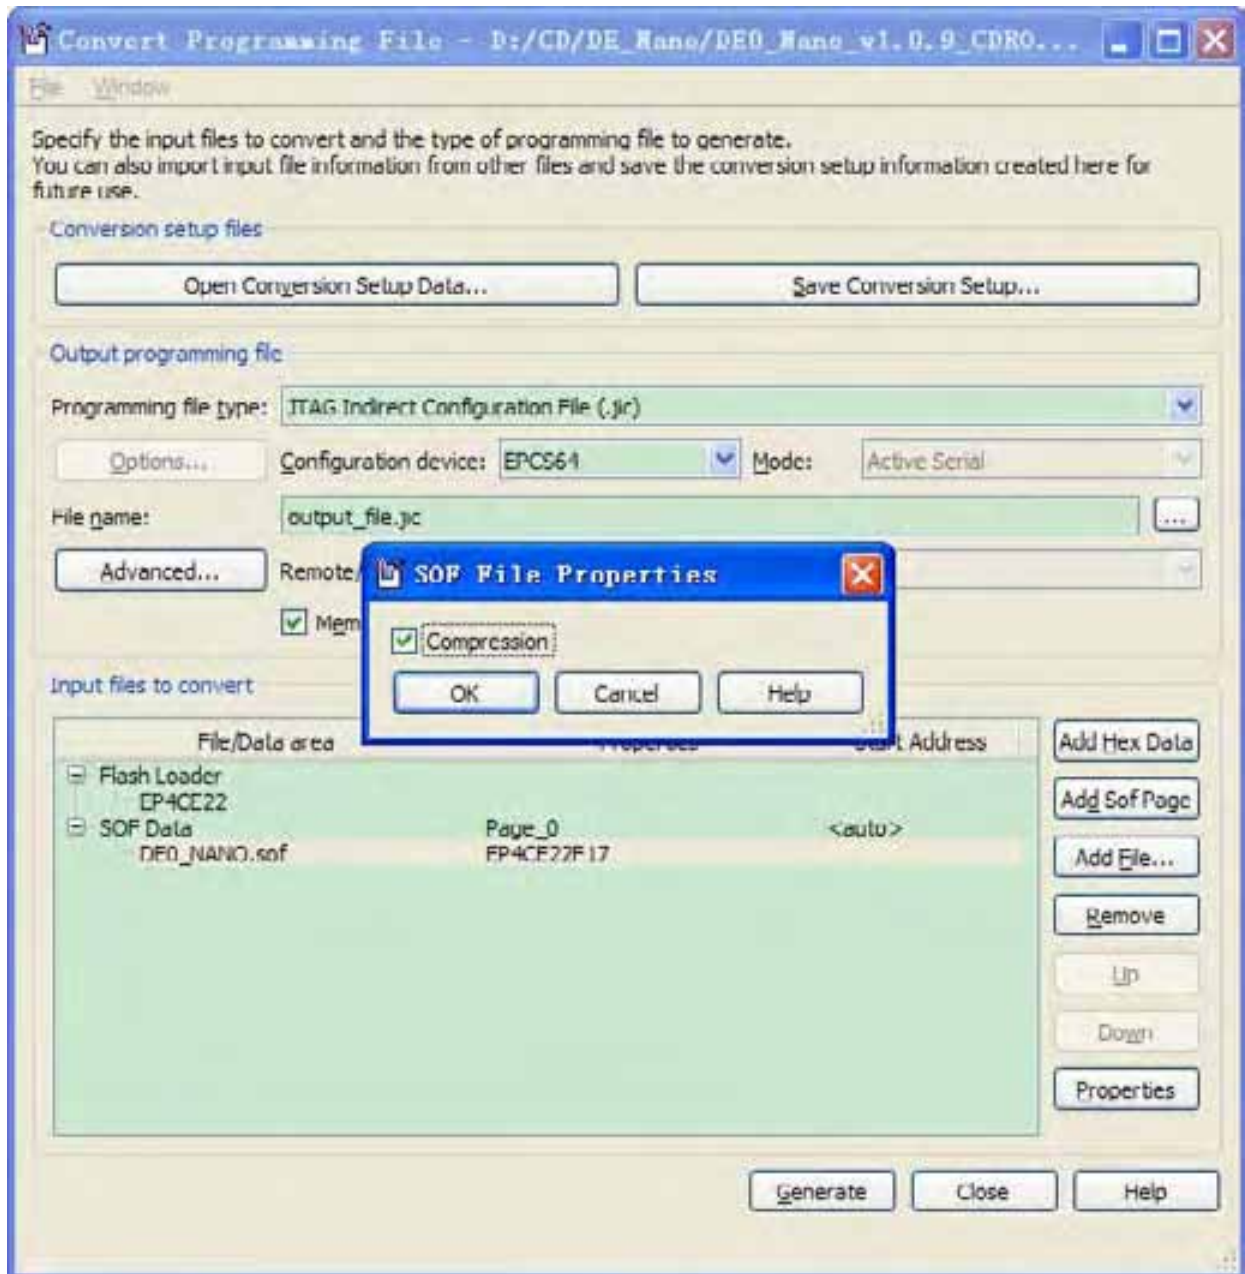 Convert Programming File - D:/CD/DE_Nano/DE0_Nano_v1.0.9_CDRO...
File Window
Specify the input files to convert and the type of programming file to generate.
You can also import input file information from other files and save the conversion setup information created here for
future use.
Conversion setup files
Open Conversion Setup Data...
Save Conversion Setup...
Output programming file
Programming file type: JTAG Indirect Configuration File (.jic)
Options... Configuration device: EPCS64 Mode: Active Serial
File name: output_file.jic ...
Advanced... Remote/
SOF File Properties
Mem
Compression
OK Cancel Help
Input files to convert
File/Data area Properties Start Address
Flash Loader
EP4CE22
SOF Data Page_0 <auto>
DE0_NANO.sof EP4CE22F17
Add Hex Data
Add Sof Page
Add File...
Remove
Up
Down
Properties
Generate Close Help